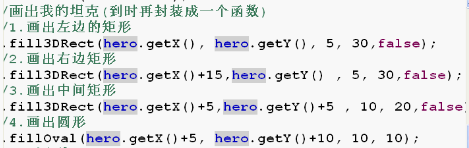 /画出我的坦克(到时再封装成一个函数)
/1.画出左边的矩形
.fill3DRect(hero.getX(), hero.getY(), 5, 30,false);
/2.画出右边矩形
.fill3DRect(hero.getX()+15,hero.getY() , 5, 30,false);
/3.画出中间矩形
.fill3DRect(hero.getX()+5,hero.getY()+5 , 10, 20,false)
/4.画出圆形
.fillOval(hero.getX()+5, hero.getY()+10, 10, 10);